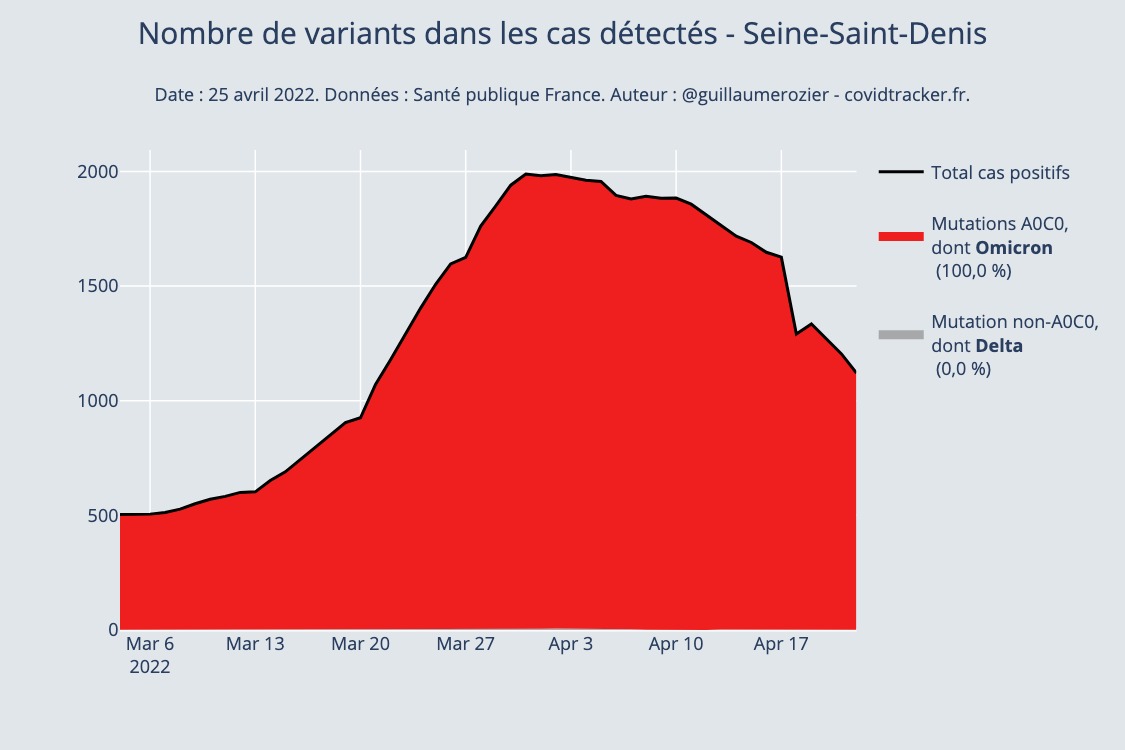 Nombre de variants dans les cas détectés - Seine-Saint-Denis
Date : 25 avril 2022. Données : Santé publique France. Auteur : @guillaumerozier - covidtracker.fr.
2000
1500
1000
500
0
Mar 6
2022
Mar 13
Mar 20
Mar 27
Apr 3
Apr 10
Apr 17
Total cas positifs
Mutations A0C0,
dont Omicron
(100,0 %)
Mutation non-A0C0,
dont Delta
(0,0 %)